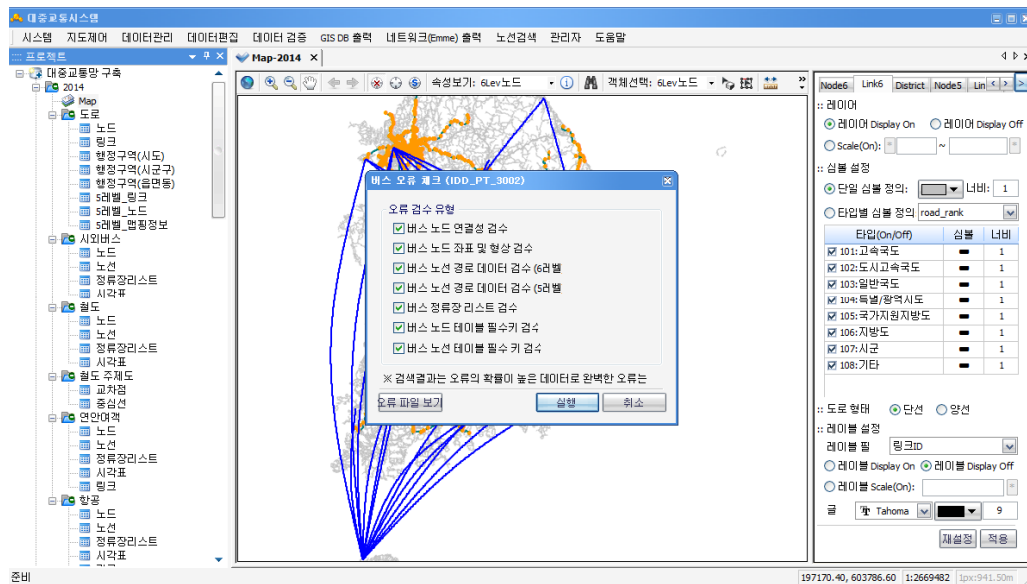 대중교통시스템
시스템 지도제어 데이터관리 데이터편집 데이터 검증 GIS DB 출력 네트워크(Emme) 출력 노선검색 관리자 도움말
프로젝트
Map-2014
대중교통망 구축
2014
Map
도로
노드
링크
행정구역(시도)
행정구역(시군구)
행정구역(읍면동)
5레벨_링크
5레벨_노드
5레벨_맵핑정보
시외버스
노드
노선
정류장리스트
시각표
철도
노드
노선
정류장리스트
시각표
철도 주제도
교차점
중심선
연안여객
노드
노선
정류장리스트
시각표
링크
항공
노드
노선
정류장리스트
시각표
속성보기: 6Lev노드 객체선택: 6Lev노드
버스 오류 체크 (IDD_PT_3002)
오류 검수 유형
버스 노드 연결성 검수
버스 노드 좌표 및 형상 검수
버스 노선 경로 데이터 검수 (6레벨
버스 노선 경로 데이터 검수 (5레벨
버스 정류장 리스트 검수
버스 노드 테이블 필수키 검수
버스 노선 테이블 필수 키 검수
※ 검색결과는 오류의 확률이 높은 데이터로 완벽한 오류는
오류 파일 보기 실행 취소
Node6 Link6 District Node5 Lin
:: 레이어
레이어 Display On 레이어 Display Off
Scale(On): ~
:: 심볼 설정
단일 심볼 정의: 너비: 1
타입별 심볼 정의 road_rank
타입(On/Off) 심볼 너비
101:고속국도 1
102:도시고속국도 1
103:일반국도 1
104:특별/광역시도 1
105:국가지원지방도 1
106:지방도 1
107:시군 1
108:기타 1
:: 도로 형태 단선 양선
:: 레이블 설정
레이블 필 링크ID
레이블 Display On 레이블 Display Off
레이블 Scale(On):
글 Tahoma 9
재설정 적용
준비 197170.40, 603786.60 1:2669482 1px:941.50m